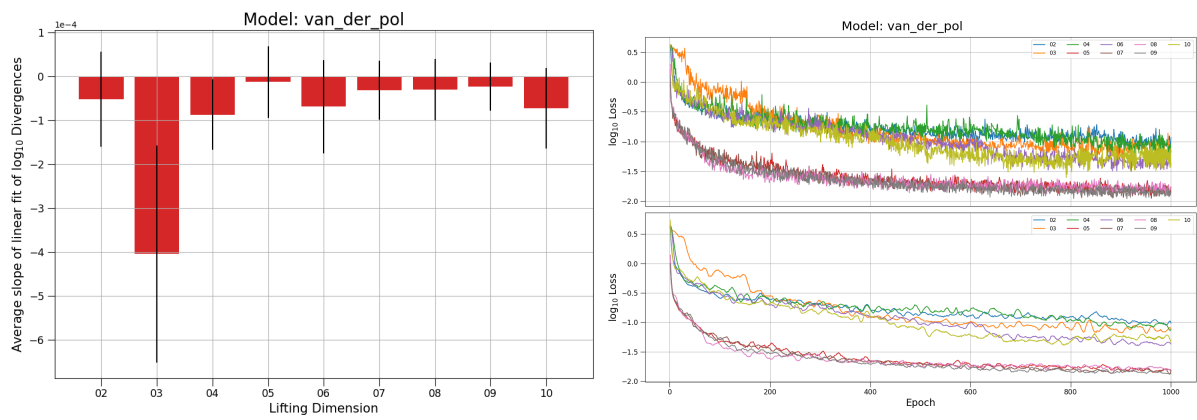 Model: van_der_pol
1e−4
1
0
−1
−2
−3
−4
−5
−6
Average slope of linear fit of log10 Divergences
02 03 04 05 06 07 08 09 10
Lifting Dimension
Model: van_der_pol
02 04 06 08 10
03 05 07 09
0.5
0.0
−0.5
−1.0
−1.5
−2.0
log10 Loss
02 04 06 08 10
03 05 07 09
0.5
0.0
−0.5
−1.0
−1.5
−2.0
log10 Loss
0 200 400 600 800 1000
Epoch